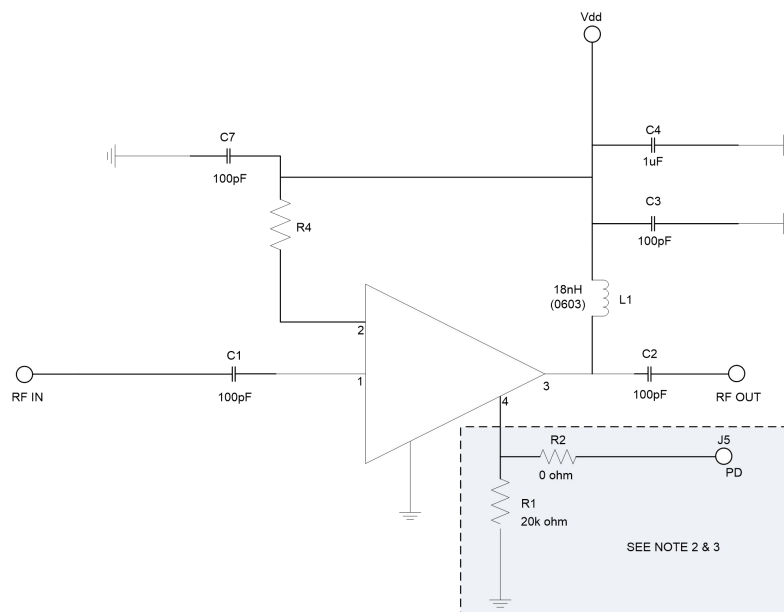 Vdd
C7
100pF
C4
1uF
R4
C3
100pF
18nH
(0603)
L1
2
C1
1
3
C2
RF IN
100pF
100pF
RF OUT
4
R2
J5
0 ohm
PD
R1
20k ohm
SEE NOTE 2 & 3